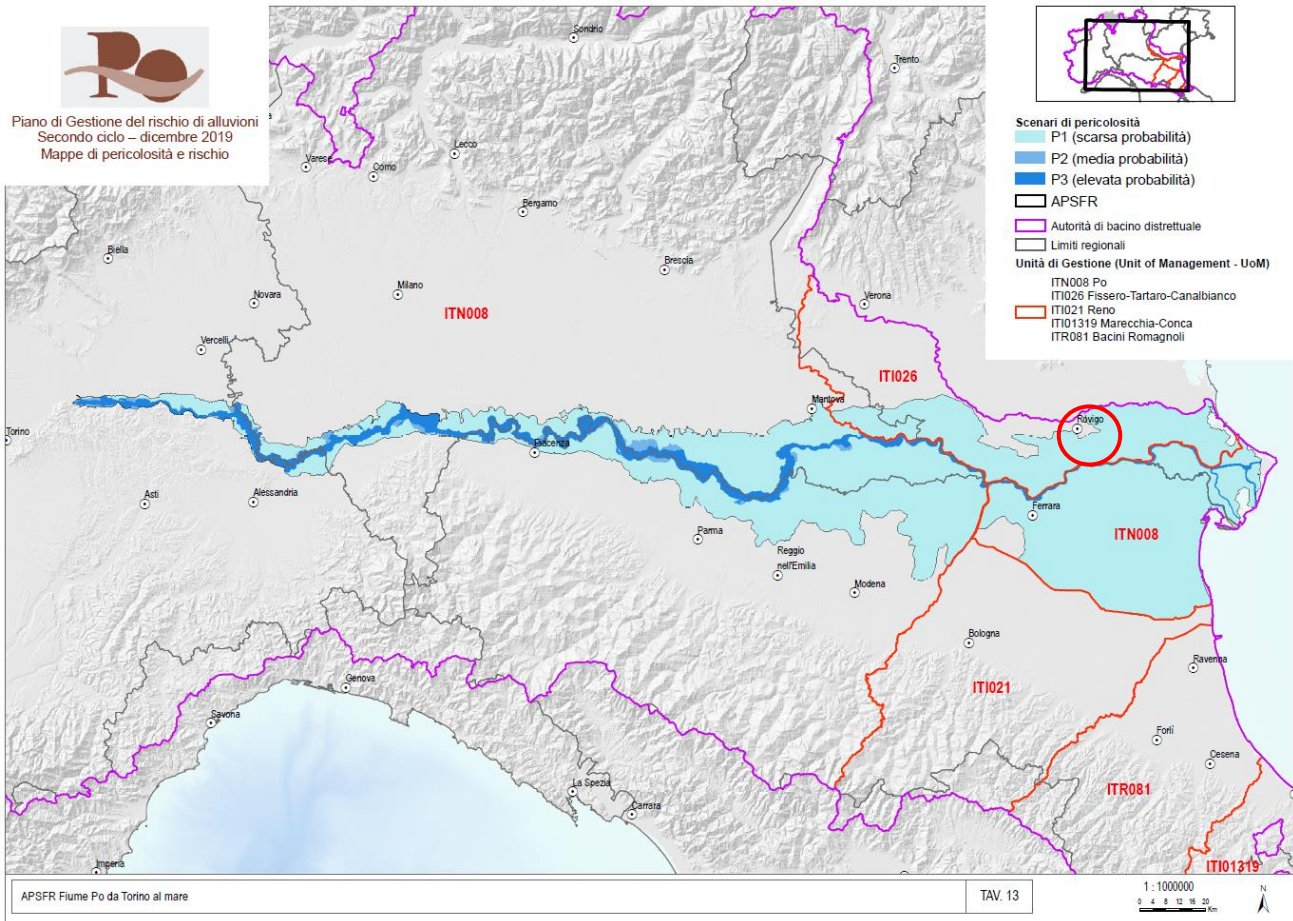 PO
Piano di Gestione del rischio di alluvioni
Secondo ciclo – dicembre 2019
Mappe di pericolosità e rischio
Scenari di pericolosità
P1 (scarsa probabilità)
P2 (media probabilità)
P3 (elevata probabilità)
APSFR
Autorità di bacino distrettuale
Limiti regionali
Unità di Gestione (Unit of Management - UoM)
ITN008 Po
ITI026 Fissero-Tartaro-Canalbianco
ITI021 Reno
ITI01319 Marecchia-Conca
ITR081 Bacini Romagnoli
Sondrio
Trento
Lecco
Varese
Como
Bergamo
Biella
Brescia
Novara
Milano
Verona
ITN008
Vercelli
ITI026
Mantova
Rovigo
Torino
Piacenza
Asti
Alessandria
Ferrara
Parma
ITN008
Reggio
nell'Emilia
Modena
Bologna
Ravenna
Genova
ITI021
Savona
Forlì
Cesena
La Spezia
ITR081
Carrara
Imperia
ITI01319
APSFR Fiume Po da Torino al mare
TAV. 13
1 : 1000000
0 4 8 12 16 20
Km
N